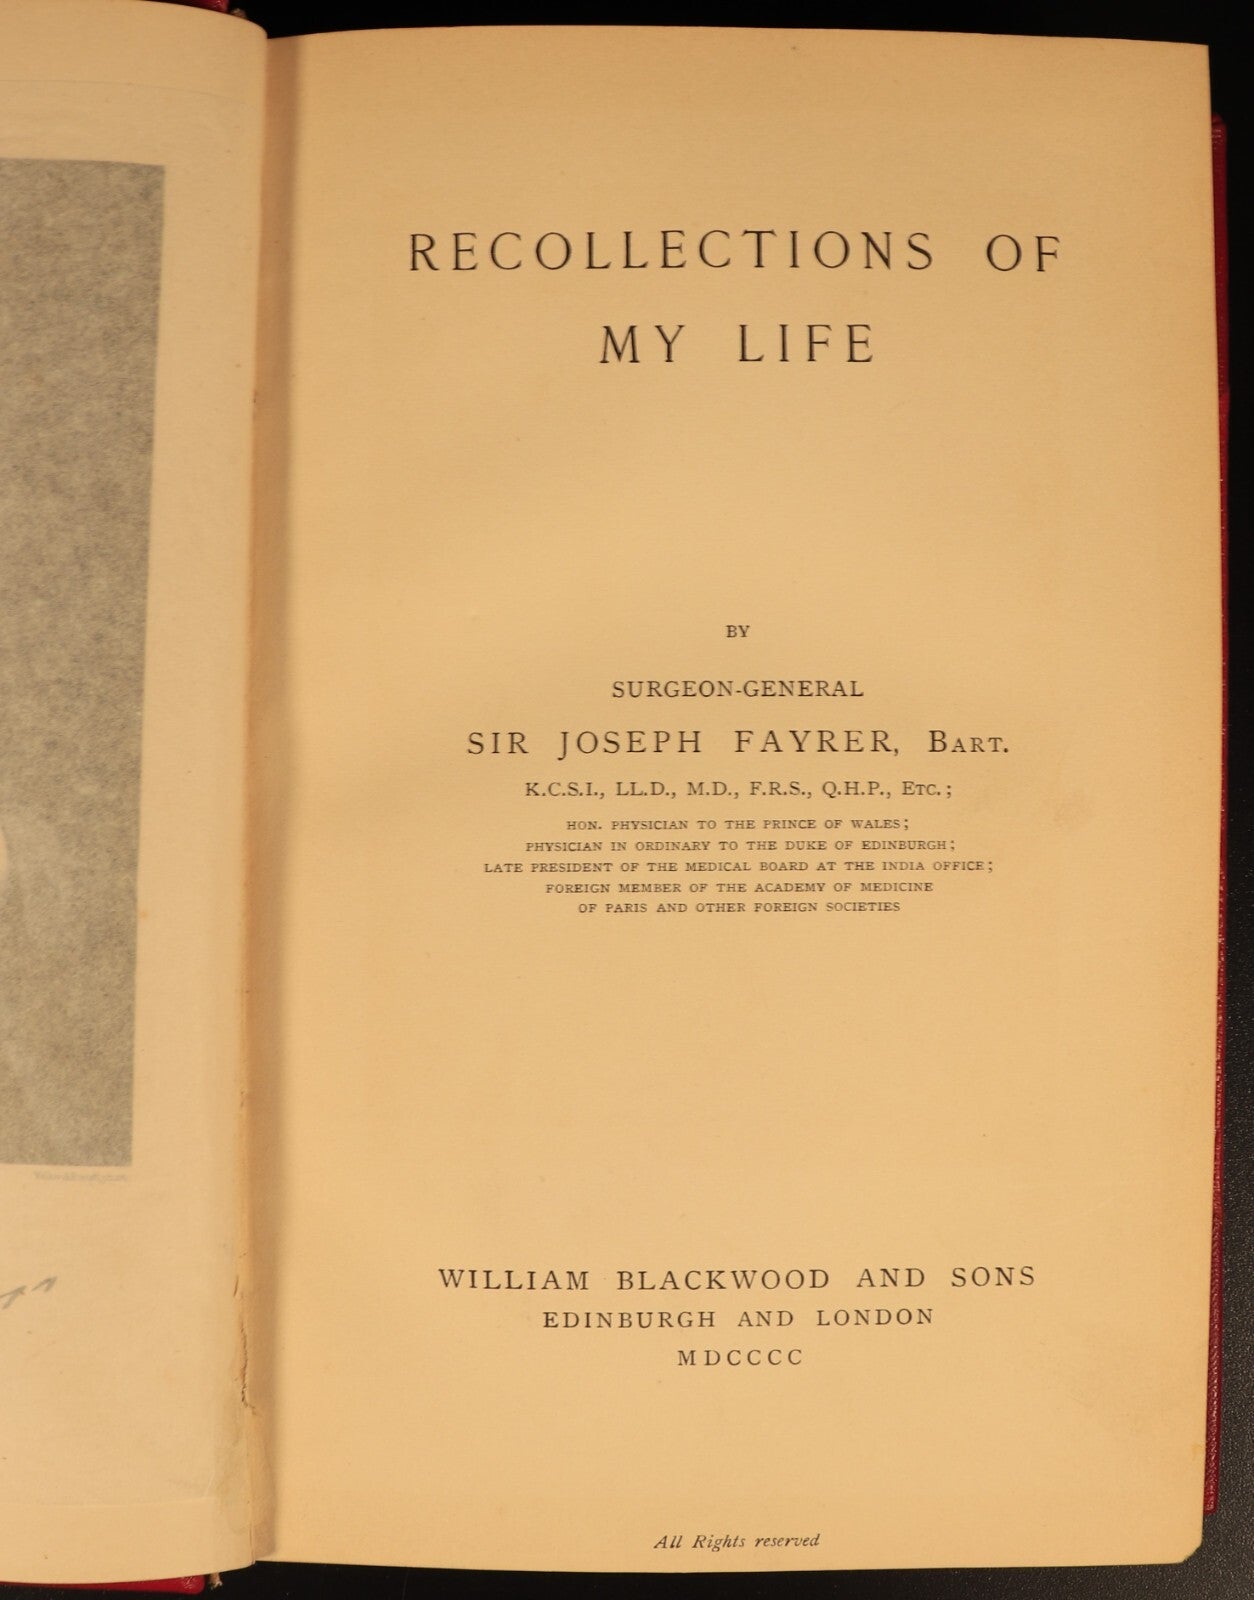 RECOLLECTIONS OF
MY LIFE
BY
SURGEON-GENERAL
SIR JOSEPH FAYRER, BART.
K.C.S.I., LL.D., M.D., F.R.S., Q.H.P., ETC.;
HON. PHYSICIAN TO THE PRINCE OF WALES;
PHYSICIAN IN ORDINARY TO THE DUKE OF EDINBURGH;
LATE PRESIDENT OF THE MEDICAL BOARD AT THE INDIA OFFICE;
FOREIGN MEMBER OF THE ACADEMY OF MEDICINE
OF PARIS AND OTHER FOREIGN SOCIETIES
WILLIAM BLACKWOOD AND SONS
EDINBURGH AND LONDON
MDCCCC
All Rights reserved